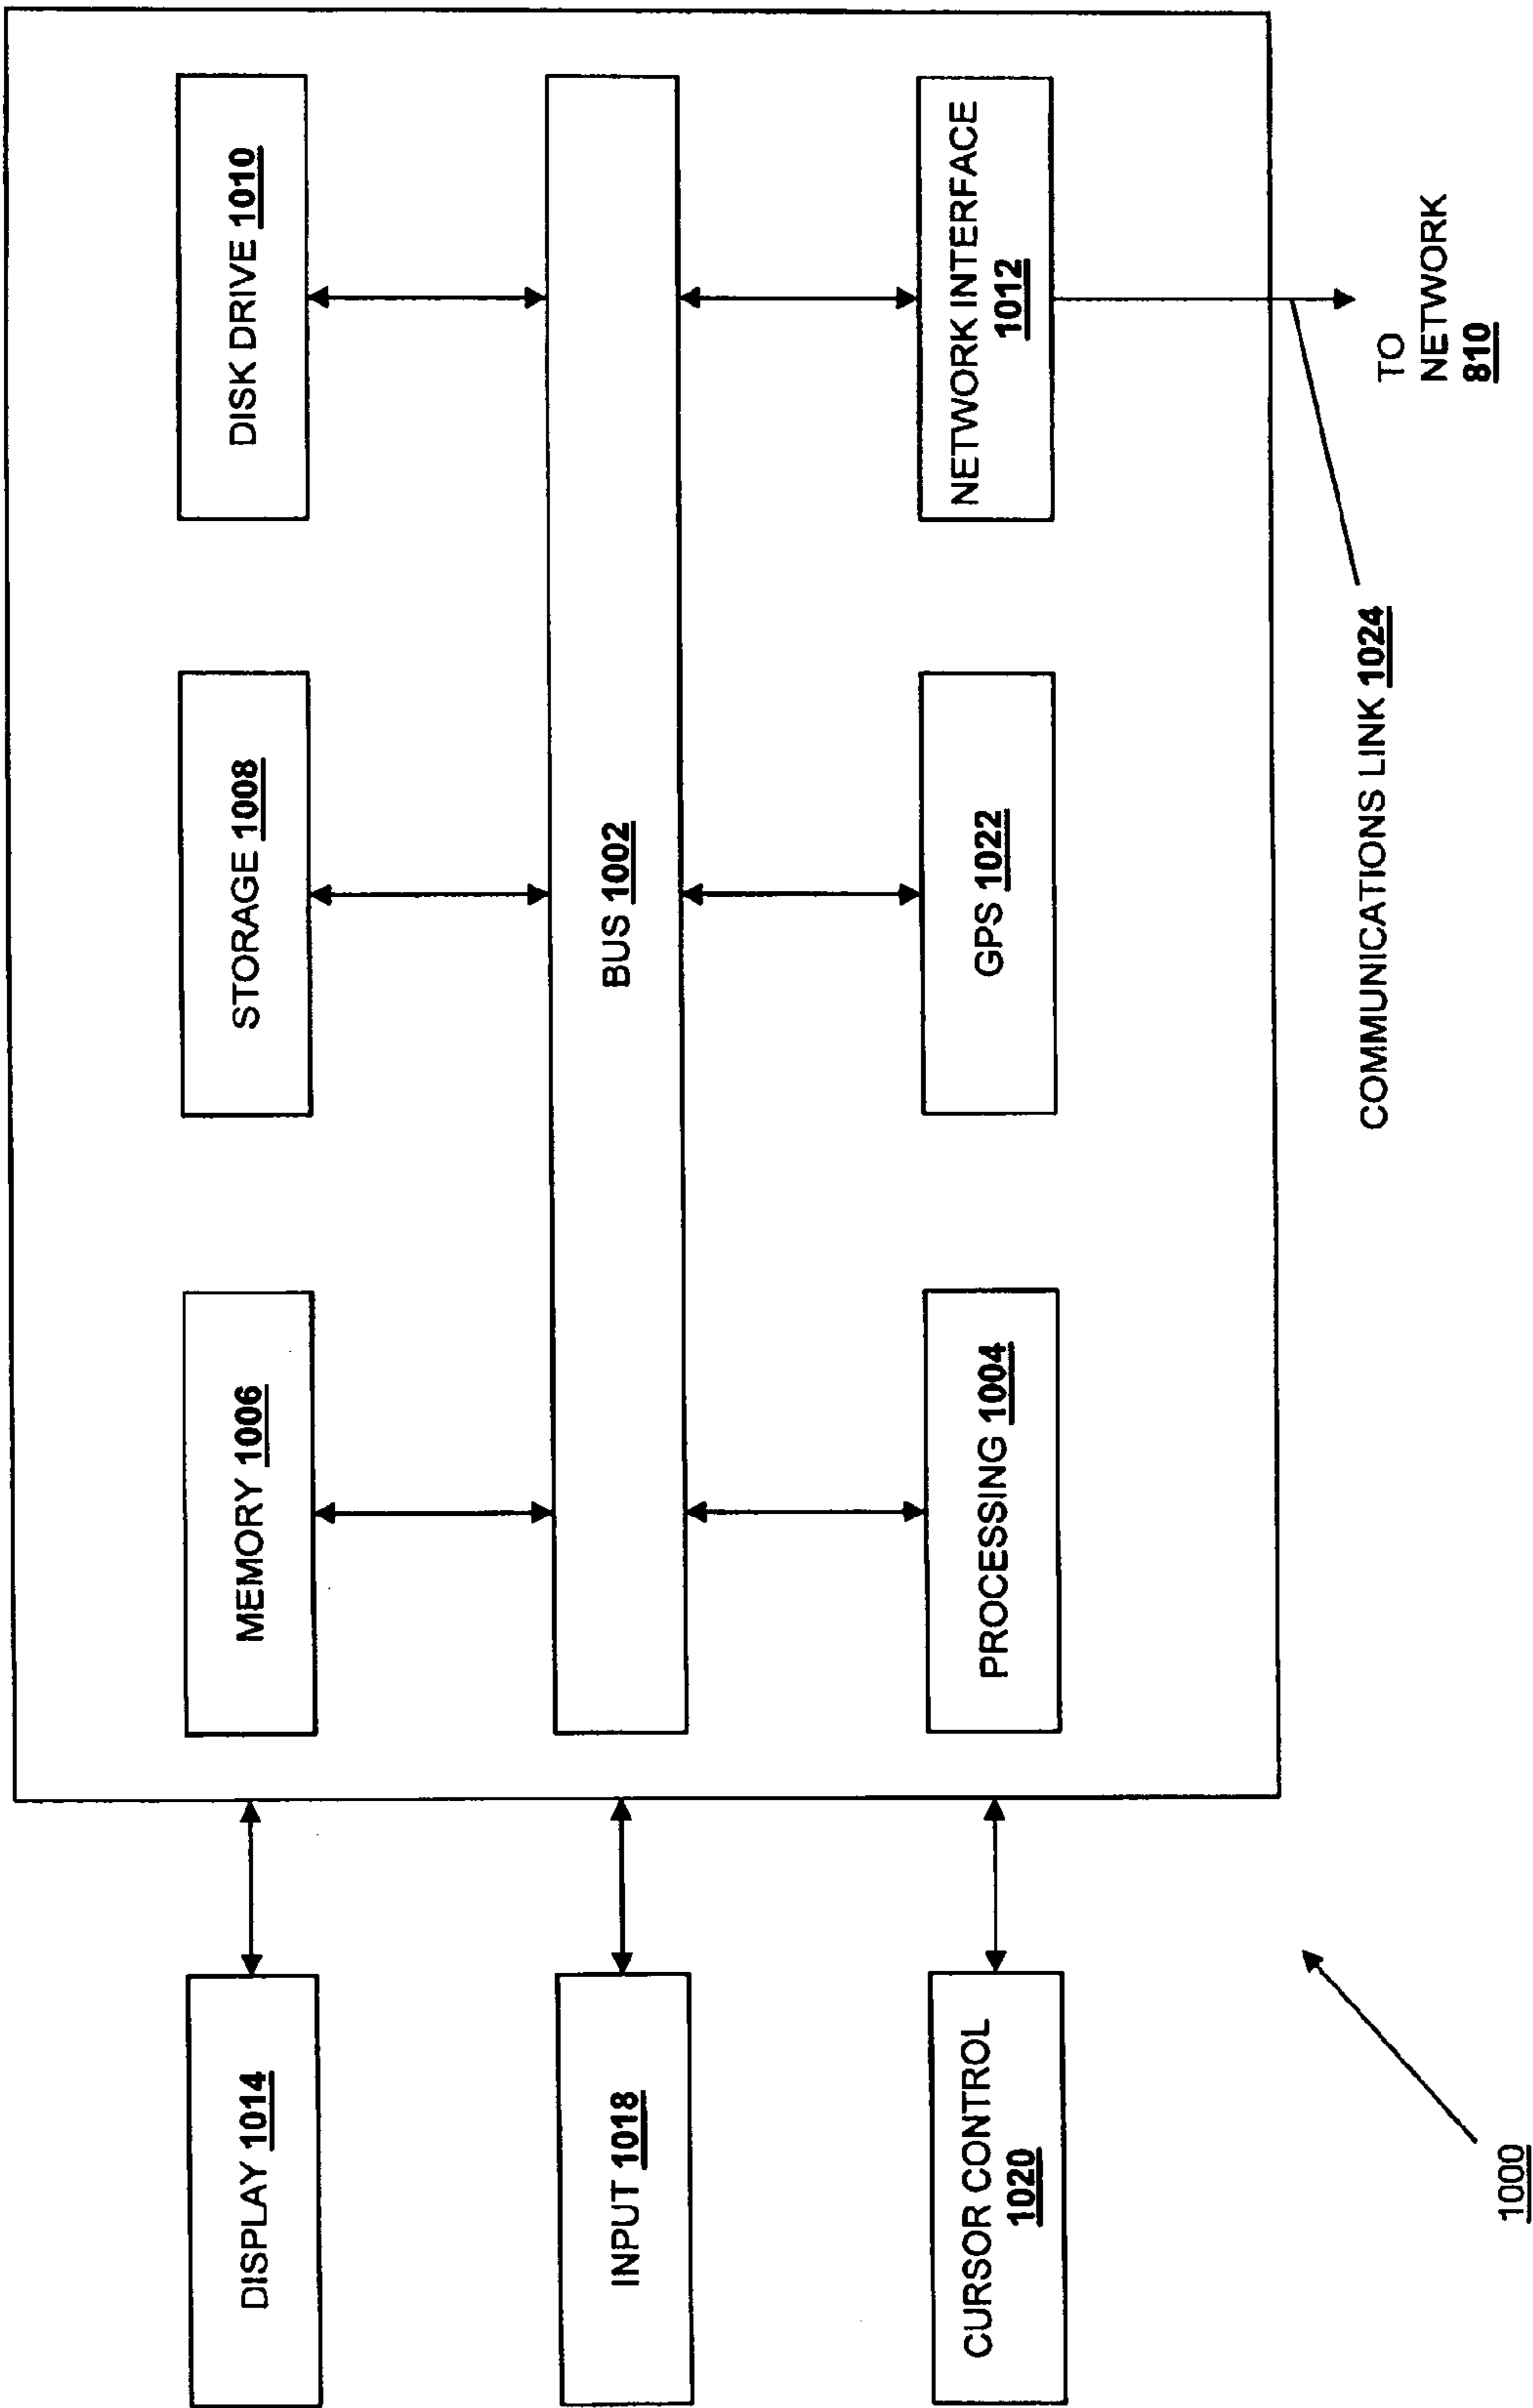 DISPLAY 1014
MEMORY 1006
STORAGE 1008
DISK DRIVE 1010
INPUT 1018
BUS 1002
CURSOR CONTROL
1020
PROCESSING 1004
GPS 1022
NETWORK INTERFACE
1012
COMMUNICATIONS LINK 1024
TO
NETWORK
810
1000